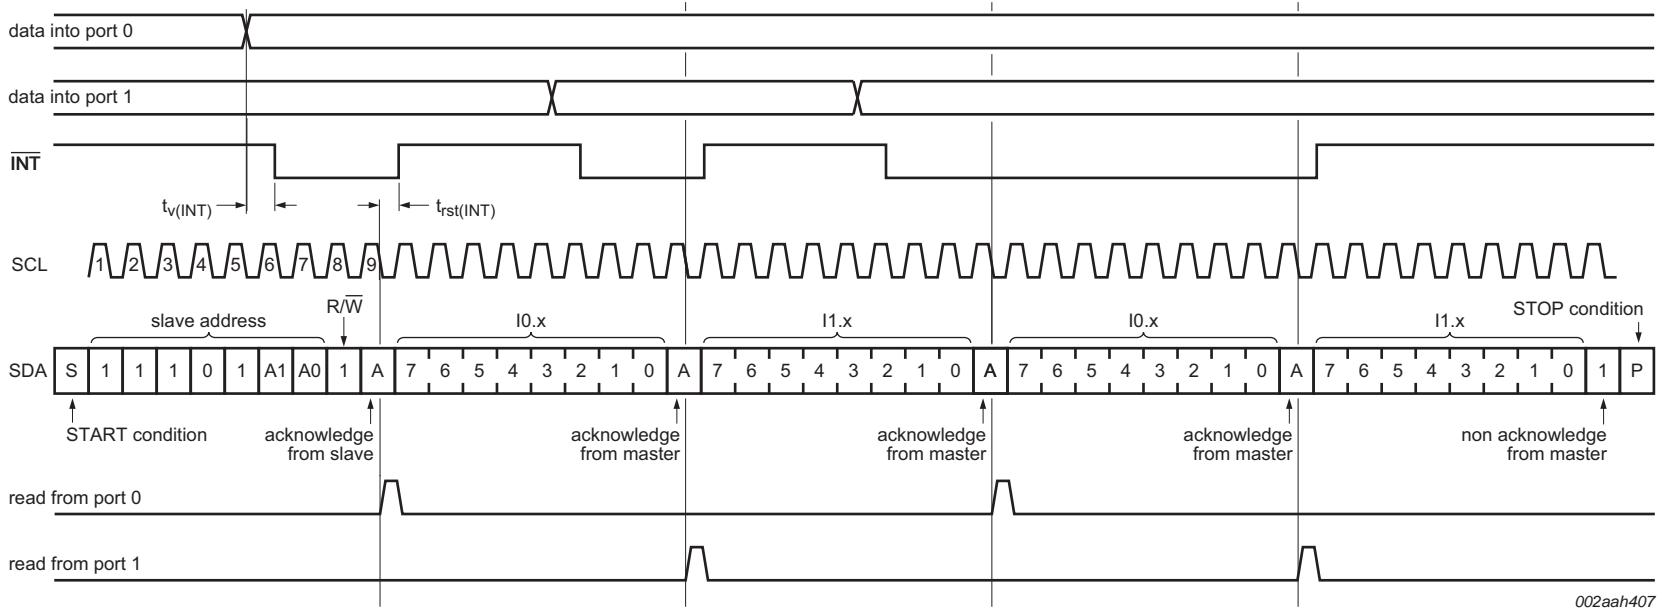 data into port 0
data into port 1
INT
tv(INT) trst(INT)
SCL 1 2 3 4 5 6 7 8 9
R/W STOP condition
slave address I0.x I1.x I0.x I1.x
SDA S 1 1 1 0 1 A1 A0 1 A 7 6 5 4 3 2 1 0 A 7 6 5 4 3 2 1 0 A 7 6 5 4 3 2 1 0 A 7 6 5 4 3 2 1 0 1 P
START condition acknowledge acknowledge acknowledge acknowledge non acknowledge
from slave from master from master from master from master
read from port 0
read from port 1
002aah407